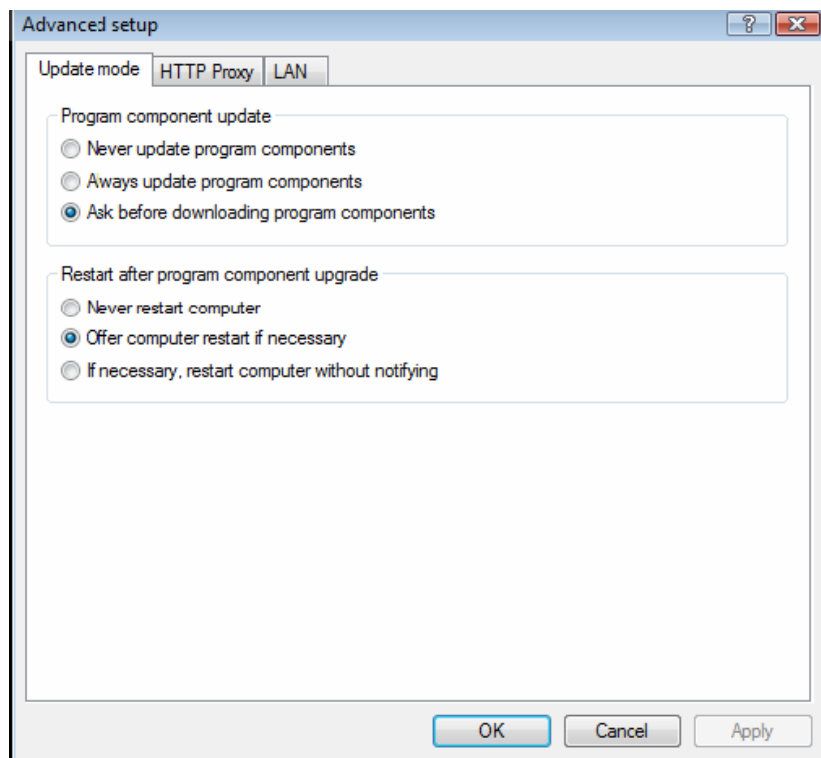 Advanced setup
Update mode HTTP Proxy LAN
Program component update
Never update program components
Aways update program components
Ask before downloading program components
Restart after program component upgrade
Never restart computer
Offer computer restart if necessary
If necessary, restart computer without notifying
OK Cancel Apply